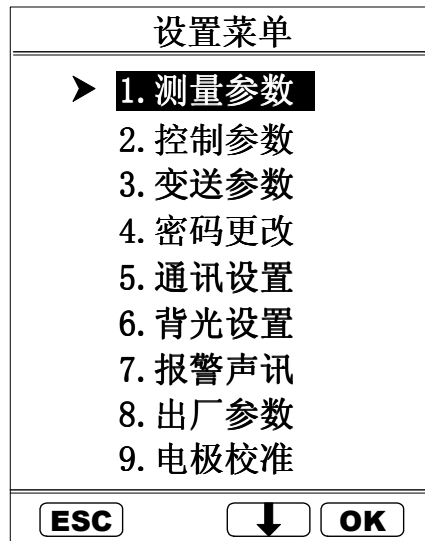 设置菜单
1.测量参数
2.控制参数
3.变送参数
4.密码更改
5.通讯设置
6.背光设置
7.报警声讯
8.出厂参数
9.电极校准
ESC ↓ OK